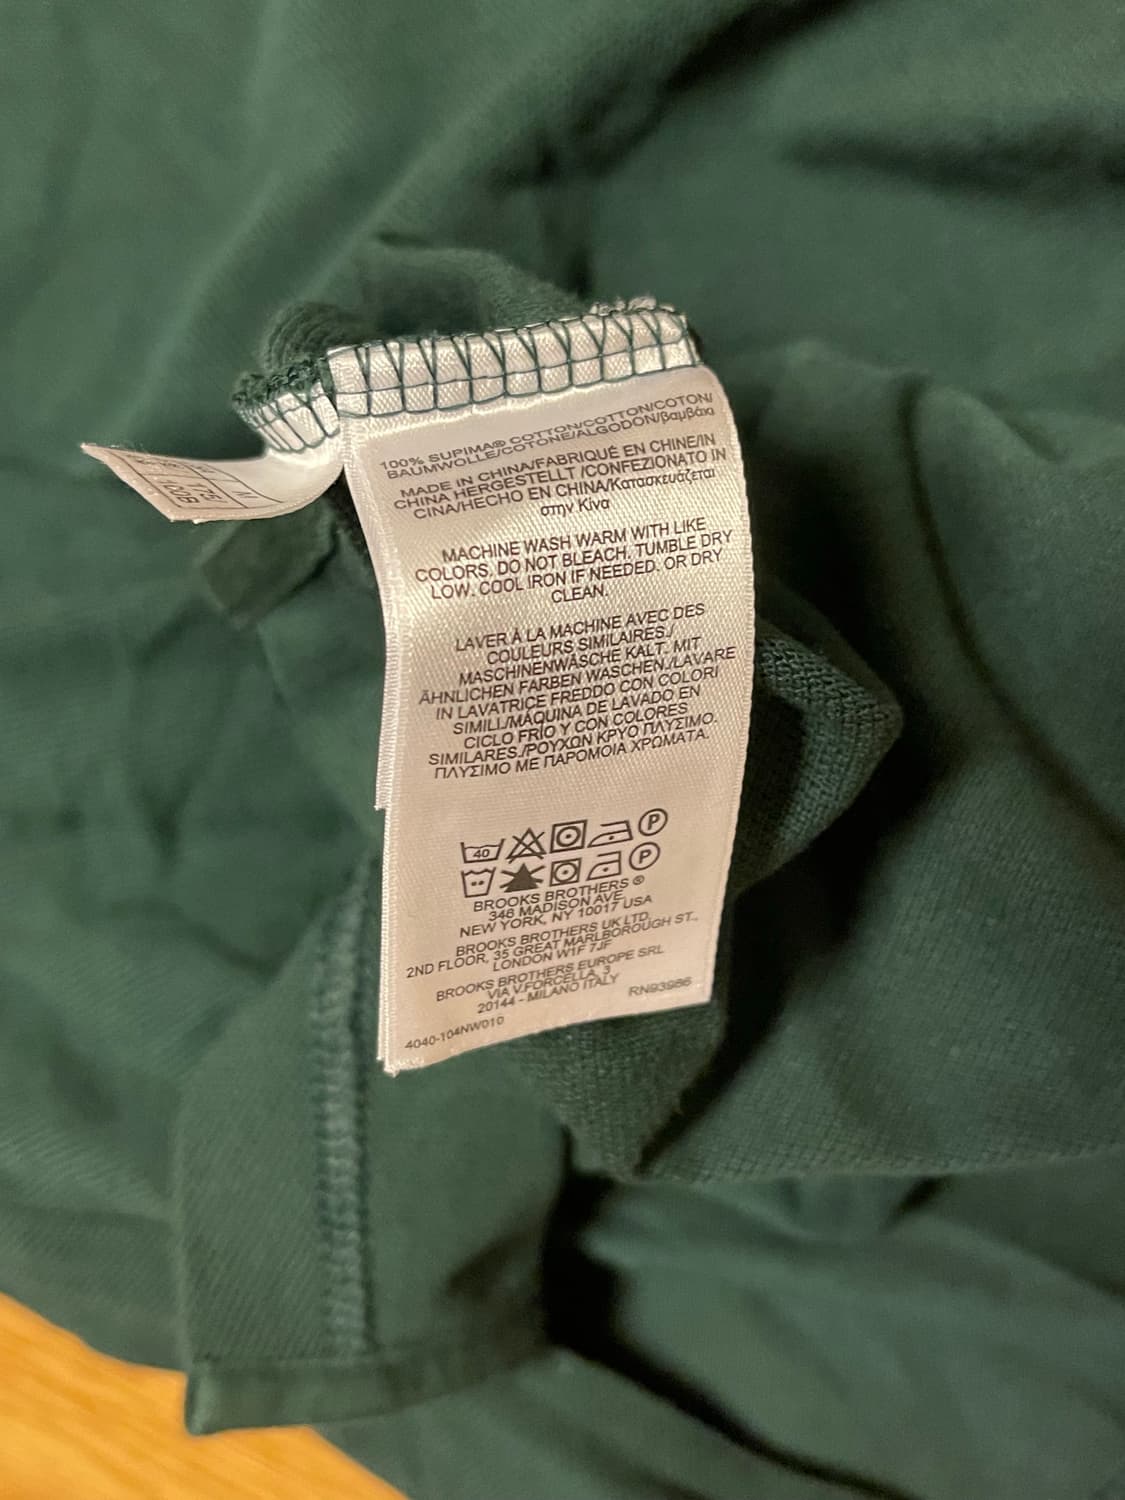 100% SUPIMA® COTTON/COTTON/COTON/
BAUMWOLLE/COTONE/ALGODON/βαμβάκι
MADE IN CHINA/FABRIQUÉ EN CHINE/IN
CHINA HERGESTELLT /CONFEZIONATO IN
CINA/HECHO EN CHINA/Κατασκευάζεται
στην Κίνα
MACHINE WASH WARM WITH LIKE
COLORS. DO NOT BLEACH. TUMBLE DRY
LOW. COOL IRON IF NEEDED. OR DRY
CLEAN.
LAVER À LA MACHINE AVEC DES
COULEURS SIMILAIRES./
MASCHINENWÄSCHE KALT. MIT
ÄHNLICHEN FARBEN WASCHEN./LAVARE
IN LAVATRICE FREDDO CON COLORI
SIMILI./MÁQUINA DE LAVADO EN
CICLO FRÍO Y CON COLORES
SIMILARES./ΡΟΥΧΩΝ ΚΡΥΟ ΠΛΥΣΙΜΟ.
ΠΛΥΣΙΜΟ ΜΕ ΠΑΡΟΜΟΙΑ ΧΡΩΜΑΤΑ.
40 P
P
BROOKS BROTHERS ®
346 MADISON AVE
NEW YORK, NY 10017 USA
BROOKS BROTHERS UK LTD.
2ND FLOOR, 35 GREAT MARLBOROUGH ST.,
LONDON W1F 7JF
BROOKS BROTHERS EUROPE SRL
VIA V.FORCELLA, 3
20144 - MILANO ITALY
RN93986
4040-104NW010
M
175